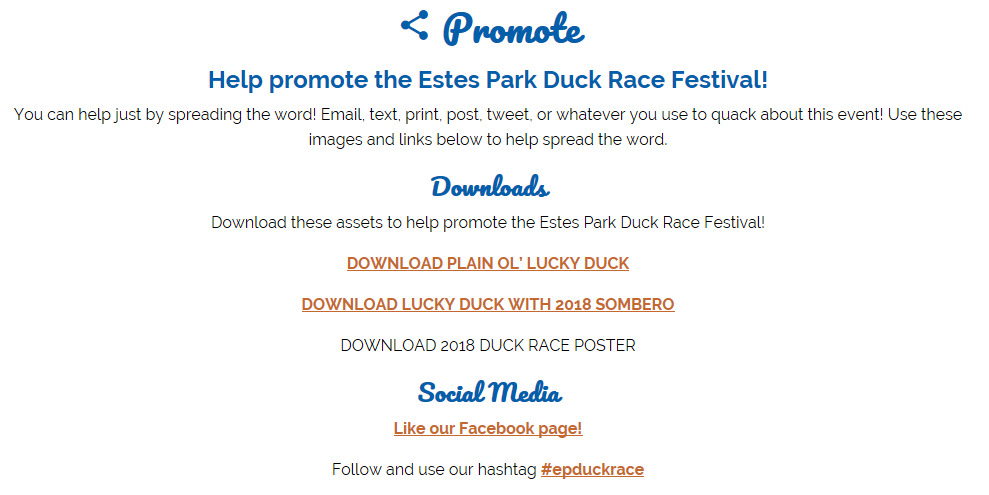 Promote
Help promote the Estes Park Duck Race Festival!
You can help just by spreading the word! Email, text, print, post, tweet, or whatever you use to quack about this event! Use these
images and links below to help spread the word.
Downloads
Download these assets to help promote the Estes Park Duck Race Festival!
DOWNLOAD PLAIN OL’ LUCKY DUCK
DOWNLOAD LUCKY DUCK WITH 2018 SOMBERO
DOWNLOAD 2018 DUCK RACE POSTER
Social Media
Like our Facebook page!
Follow and use our hashtag #epduckrace